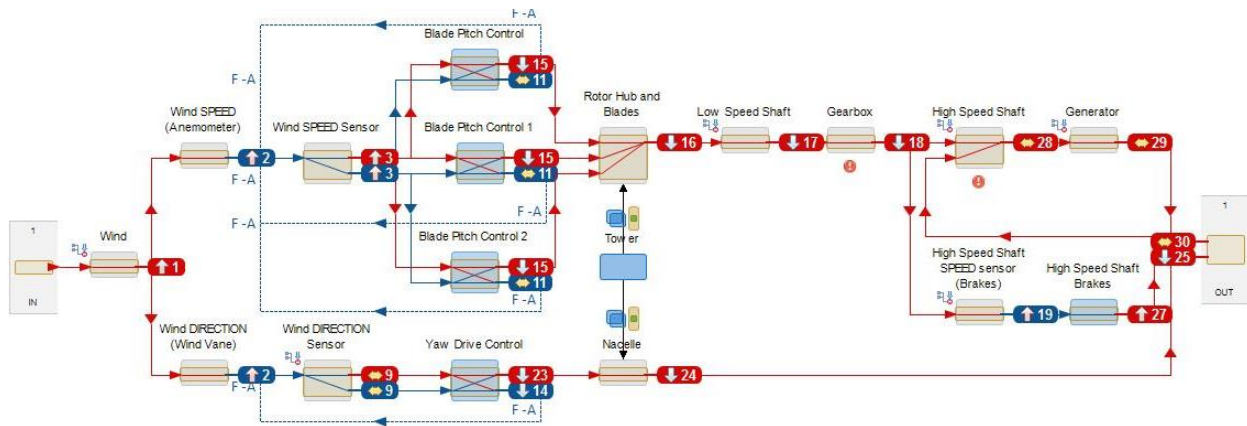 F-A
Blade Pitch Control
15
11
F-A
F-A
Wind SPEED
(Anemometer)
2
Wind SPEED Sensor
3
3
F-A
Blade Pitch Control 1
15
11
F-A
F-A
Blade Pitch Control 2
15
11
F-A
Rotor Hub and
Blades
16
Low Speed Shaft
17
Gearbox
18
High Speed Shaft
28
Generator
29
1
IN
Wind
1
Tower
30
25
1
OUT
High Speed Shaft
SPEED sensor
(Brakes)
19
High Speed Shaft
Brakes
27
Wind DIRECTION
(Wind Vane)
2
F-A
Wind DIRECTION
Sensor
9
9
Yaw Drive Control
23
14
F-A
Nacelle
24